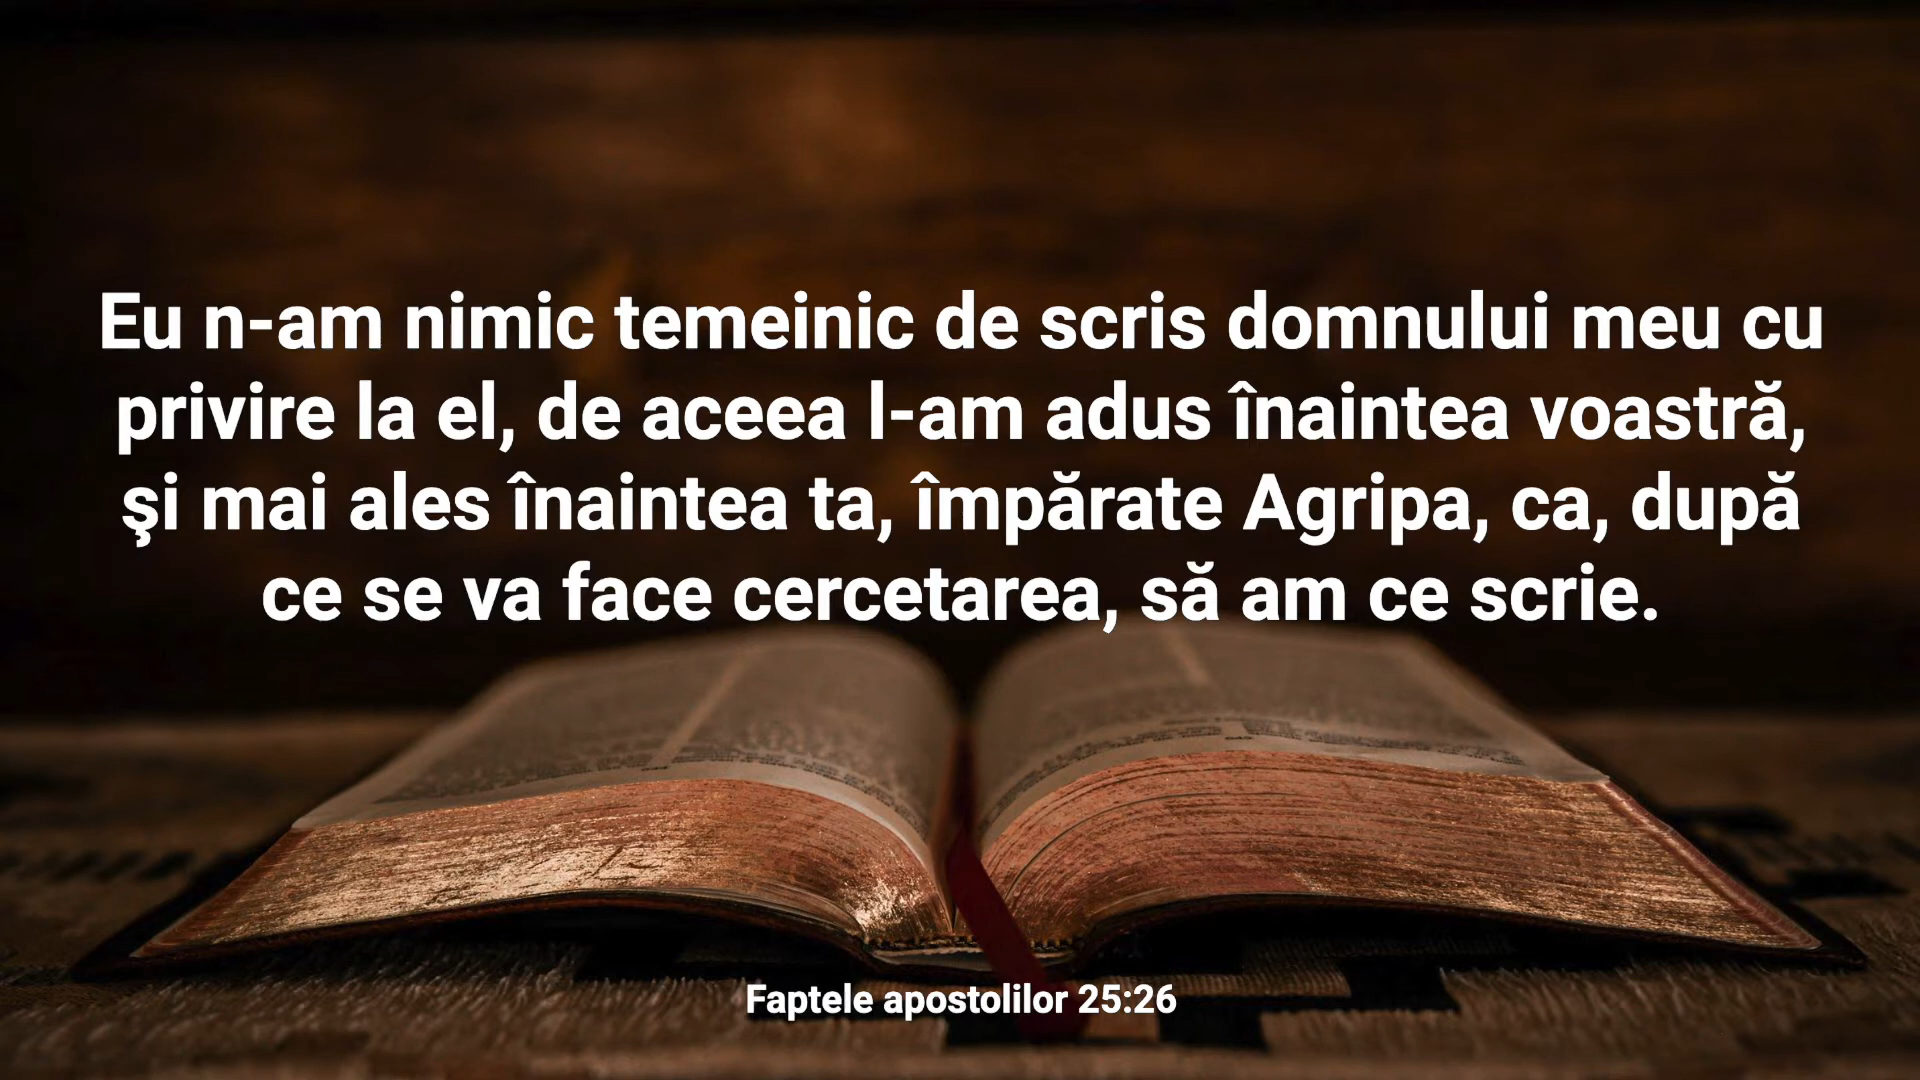 Eu n-am nimic temeinic de scris domnului meu cu
privire la el, de aceea l-am adus înaintea voastră,
şi mai ales înaintea ta, împărate Agripa, ca, după
ce se va face cercetarea, să am ce scrie.
Faptele apostolilor 25:26